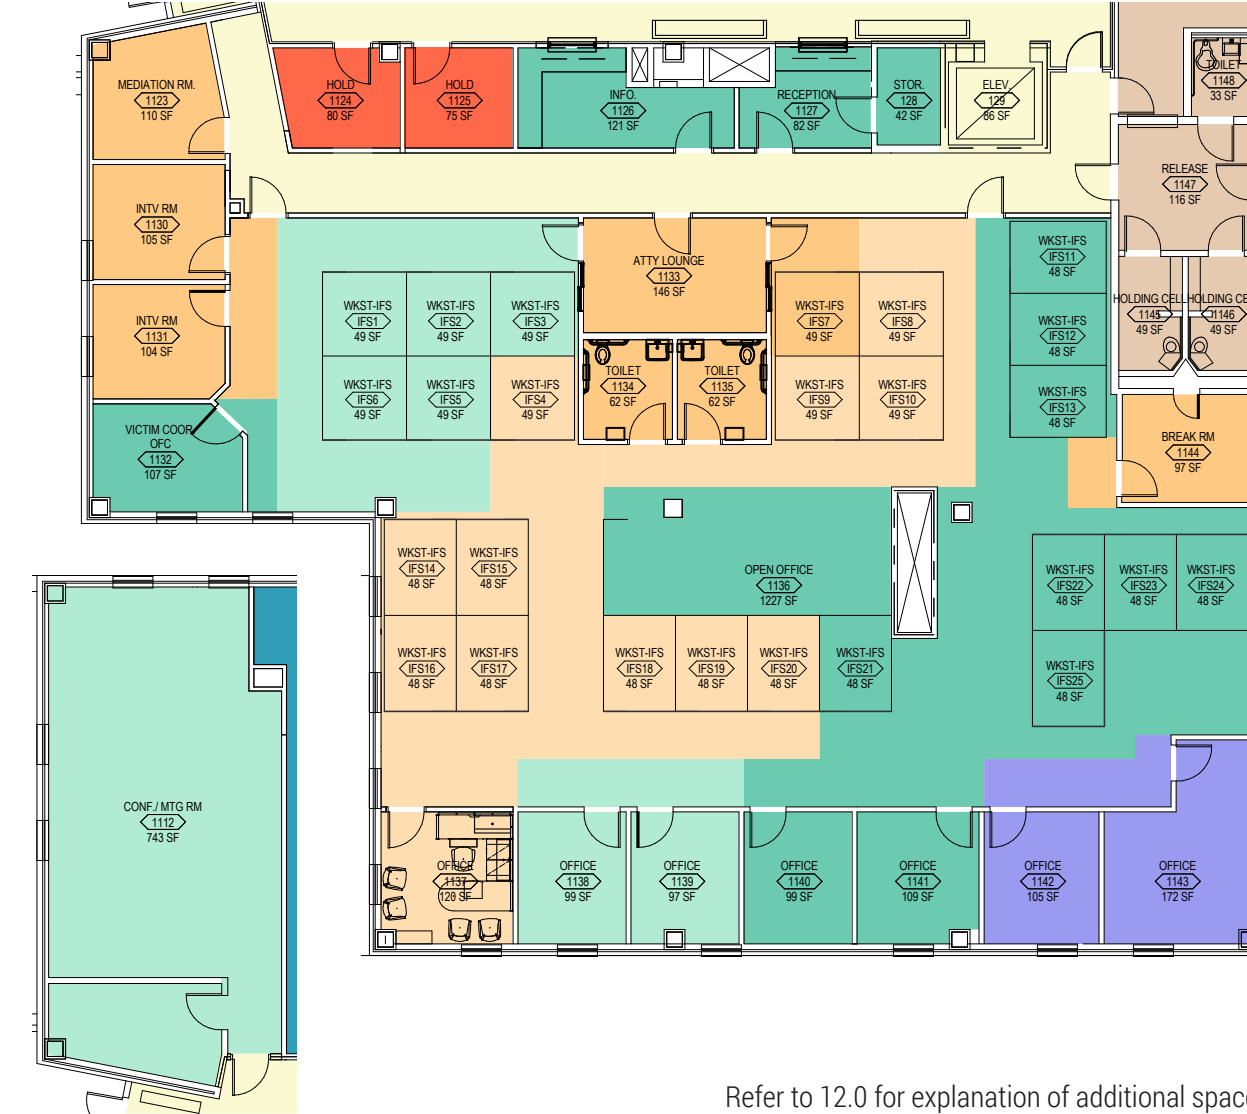 MEDIATION RM.
1123
110 SF
HOLD
1124
80 SF
HOLD
1125
75 SF
INFO.
1126
121 SF
RECEPTION
1127
82 SF
STOR.
128
42 SF
ELEV.
129
86 SF
TOILET
1148
33 SF
INTV RM
1130
105 SF
RELEASE
1147
116 SF
INTV RM
1131
104 SF
ATTY LOUNGE
1133
146 SF
WKST-IFS
IFS1
49 SF
WKST-IFS
IFS2
49 SF
WKST-IFS
IFS3
49 SF
WKST-IFS
IFS6
49 SF
WKST-IFS
IFS5
49 SF
WKST-IFS
IFS4
49 SF
TOILET
1134
62 SF
TOILET
1135
62 SF
WKST-IFS
IFS7
49 SF
WKST-IFS
IFS8
49 SF
WKST-IFS
IFS9
49 SF
WKST-IFS
IFS10
49 SF
WKST-IFS
IFS11
48 SF
WKST-IFS
IFS12
48 SF
WKST-IFS
IFS13
48 SF
HOLDING CELL
1145
49 SF
HOLDING CE
1146
49 SF
VICTIM COOR
OFC
1132
107 SF
BREAK RM
1144
97 SF
WKST-IFS
IFS14
48 SF
WKST-IFS
IFS15
48 SF
WKST-IFS
IFS16
48 SF
WKST-IFS
IFS17
48 SF
OPEN OFFICE
1136
1227 SF
WKST-IFS
IFS18
48 SF
WKST-IFS
IFS19
48 SF
WKST-IFS
IFS20
48 SF
WKST-IFS
IFS21
48 SF
WKST-IFS
IFS22
48 SF
WKST-IFS
IFS23
48 SF
WKST-IFS
IFS24
48 SF
WKST-IFS
IFS25
48 SF
CONF./ MTG RM
1112
743 SF
OFFICE
1137
120 SF
OFFICE
1138
99 SF
OFFICE
1139
97 SF
OFFICE
1140
99 SF
OFFICE
1141
109 SF
OFFICE
1142
105 SF
OFFICE
1143
172 SF
Refer to 12.0 for explanation of additional spac